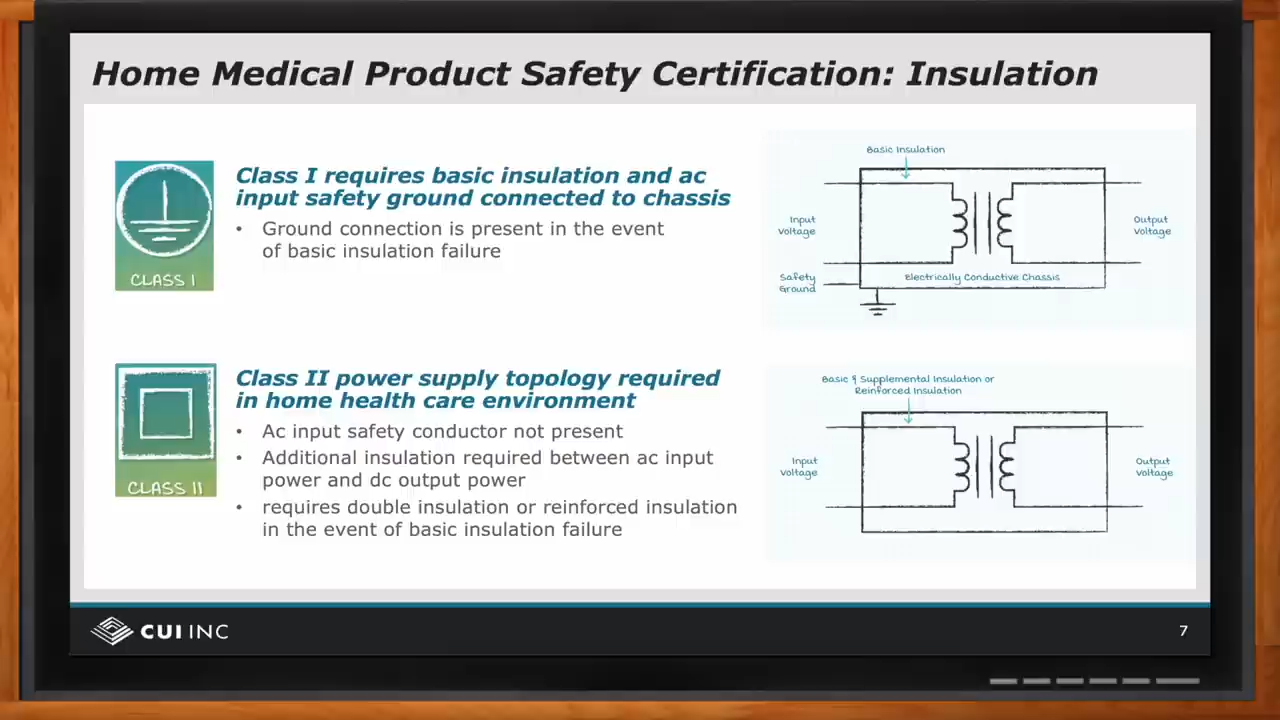 Home Medical Product Safety Certification: Insulation
CLASS I
Class I requires basic insulation and ac
input safety ground connected to chassis
• Ground connection is present in the event
of basic insulation failure
Basic Insulation
Input
Voltage
Output
Voltage
Safety
Ground
Electrically Conductive Chassis
CLASS II
Class II power supply topology required
in home health care environment
• Ac input safety conductor not present
• Additional insulation required between ac input
power and dc output power
• requires double insulation or reinforced insulation
in the event of basic insulation failure
Basic & Supplemental Insulation or
Reinforced Insulation
Input
Voltage
Output
Voltage
CUI INC
7